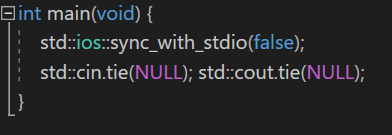 int main(void) {
std::ios::sync_with_stdio(false);
std::cin.tie(NULL); std::cout.tie(NULL);
}